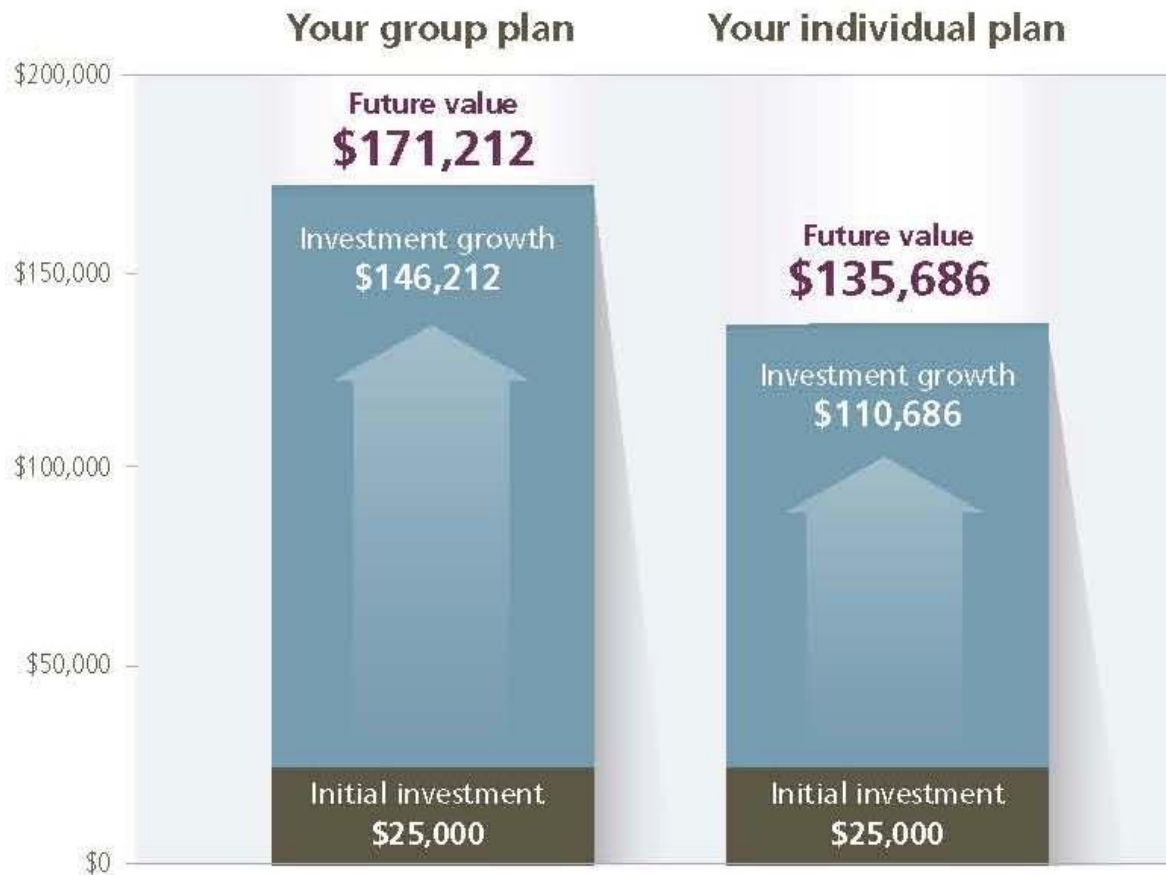 Your group plan
Your individual plan
$200,000
Future value
$171,212
Investment growth
$146,212
$150,000
Future value
$135,686
Investment growth
$110,686
$100,000
$50,000
Initial investment
$25,000
Initial investment
$25,000
$0